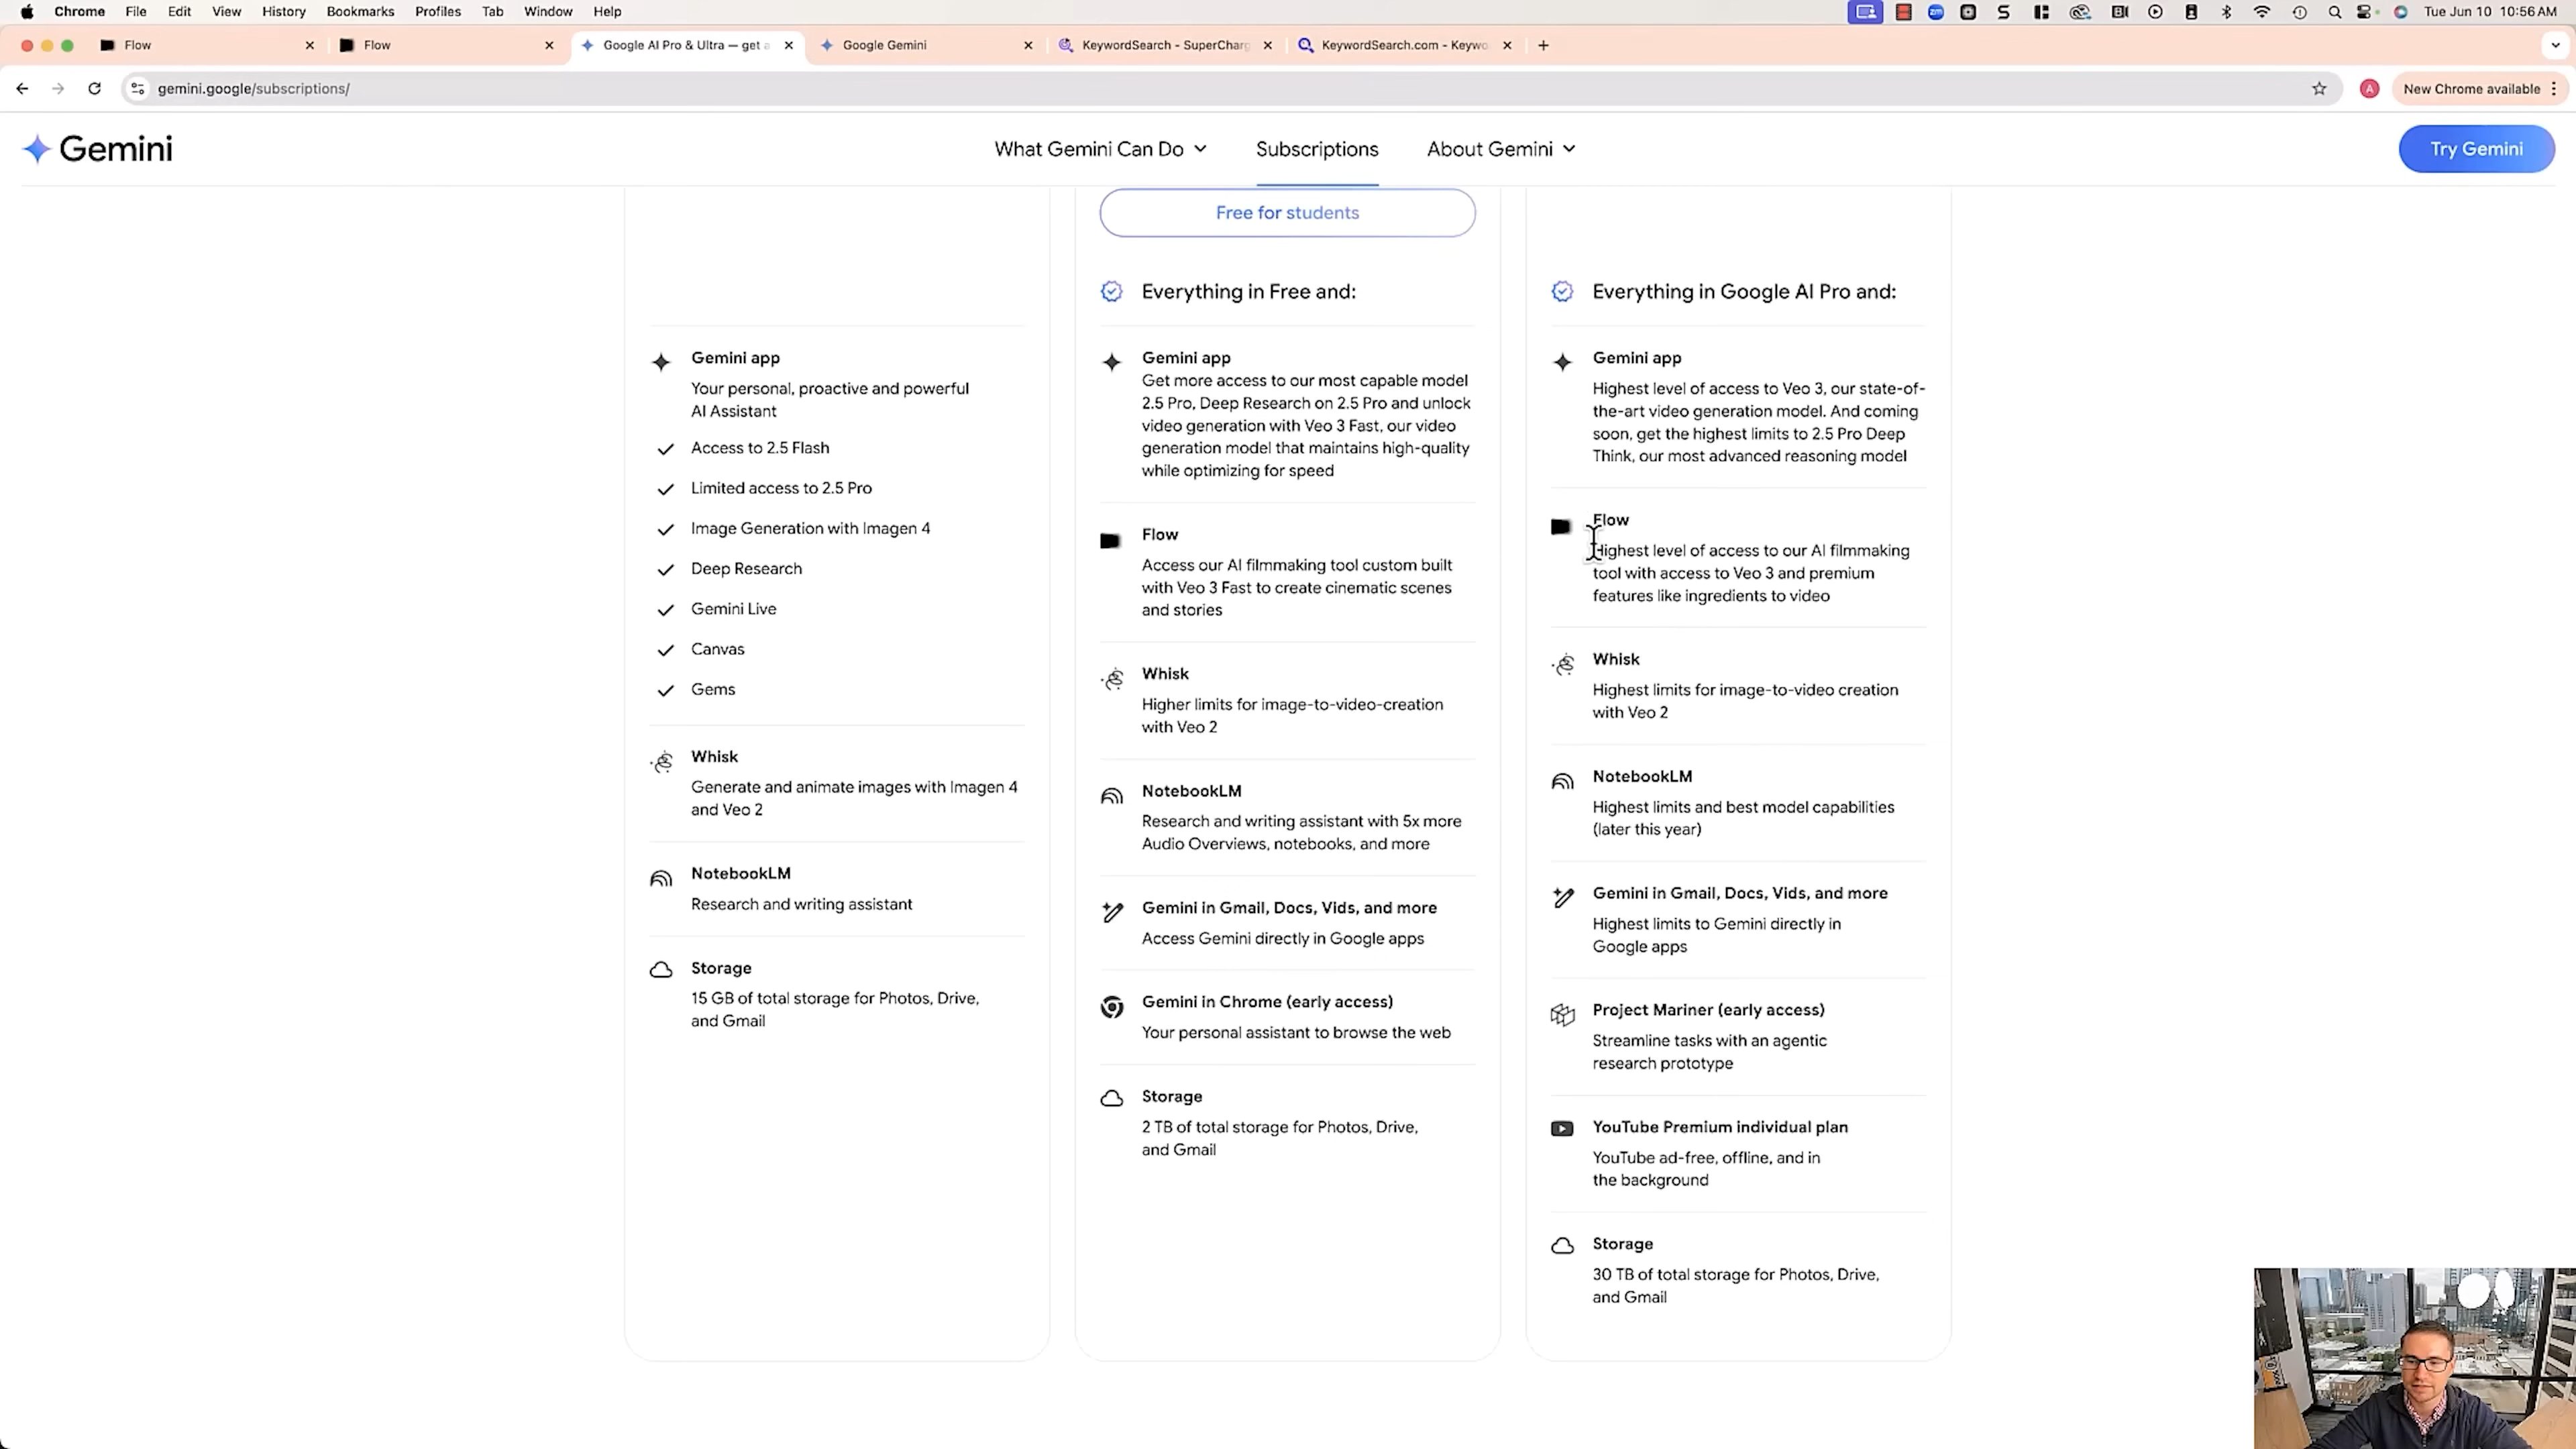 Chrome File Edit View History Bookmarks Profiles Tab Window Help Tue Jun 10 10:56 AM
Flow Flow Google AI Pro & Ultra — get a Google Gemini KeywordSearch - SuperCharg KeywordSearch.com - Keywo
gemini.google/subscriptions/ New Chrome available
Gemini What Gemini Can Do Subscriptions About Gemini Try Gemini
Gemini app
Your personal, proactive and powerful
AI Assistant
Access to 2.5 Flash
Limited access to 2.5 Pro
Image Generation with Imagen 4
Deep Research
Gemini Live
Canvas
Gems
Whisk
Generate and animate images with Imagen 4
and Veo 2
NotebookLM
Research and writing assistant
Storage
15 GB of total storage for Photos, Drive,
and Gmail
Free for students
Everything in Free and:
Gemini app
Get more access to our most capable model
2.5 Pro, Deep Research on 2.5 Pro and unlock
video generation with Veo 3 Fast, our video
generation model that maintains high-quality
while optimizing for speed
Flow
Access our AI filmmaking tool custom built
with Veo 3 Fast to create cinematic scenes
and stories
Whisk
Higher limits for image-to-video-creation
with Veo 2
NotebookLM
Research and writing assistant with 5x more
Audio Overviews, notebooks, and more
Gemini in Gmail, Docs, Vids, and more
Access Gemini directly in Google apps
Gemini in Chrome (early access)
Your personal assistant to browse the web
Storage
2 TB of total storage for Photos, Drive,
and Gmail
Everything in Google AI Pro and:
Gemini app
Highest level of access to Veo 3, our state-of-
the-art video generation model. And coming
soon, get the highest limits to 2.5 Pro Deep
Think, our most advanced reasoning model
Flow
Highest level of access to our AI filmmaking
tool with access to Veo 3 and premium
features like ingredients to video
Whisk
Highest limits for image-to-video creation
with Veo 2
NotebookLM
Highest limits and best model capabilities
(later this year)
Gemini in Gmail, Docs, Vids, and more
Highest limits to Gemini directly in
Google apps
Project Mariner (early access)
Streamline tasks with an agentic
research prototype
YouTube Premium individual plan
YouTube ad-free, offline, and in
the background
Storage
30 TB of total storage for Photos, Drive,
and Gmail